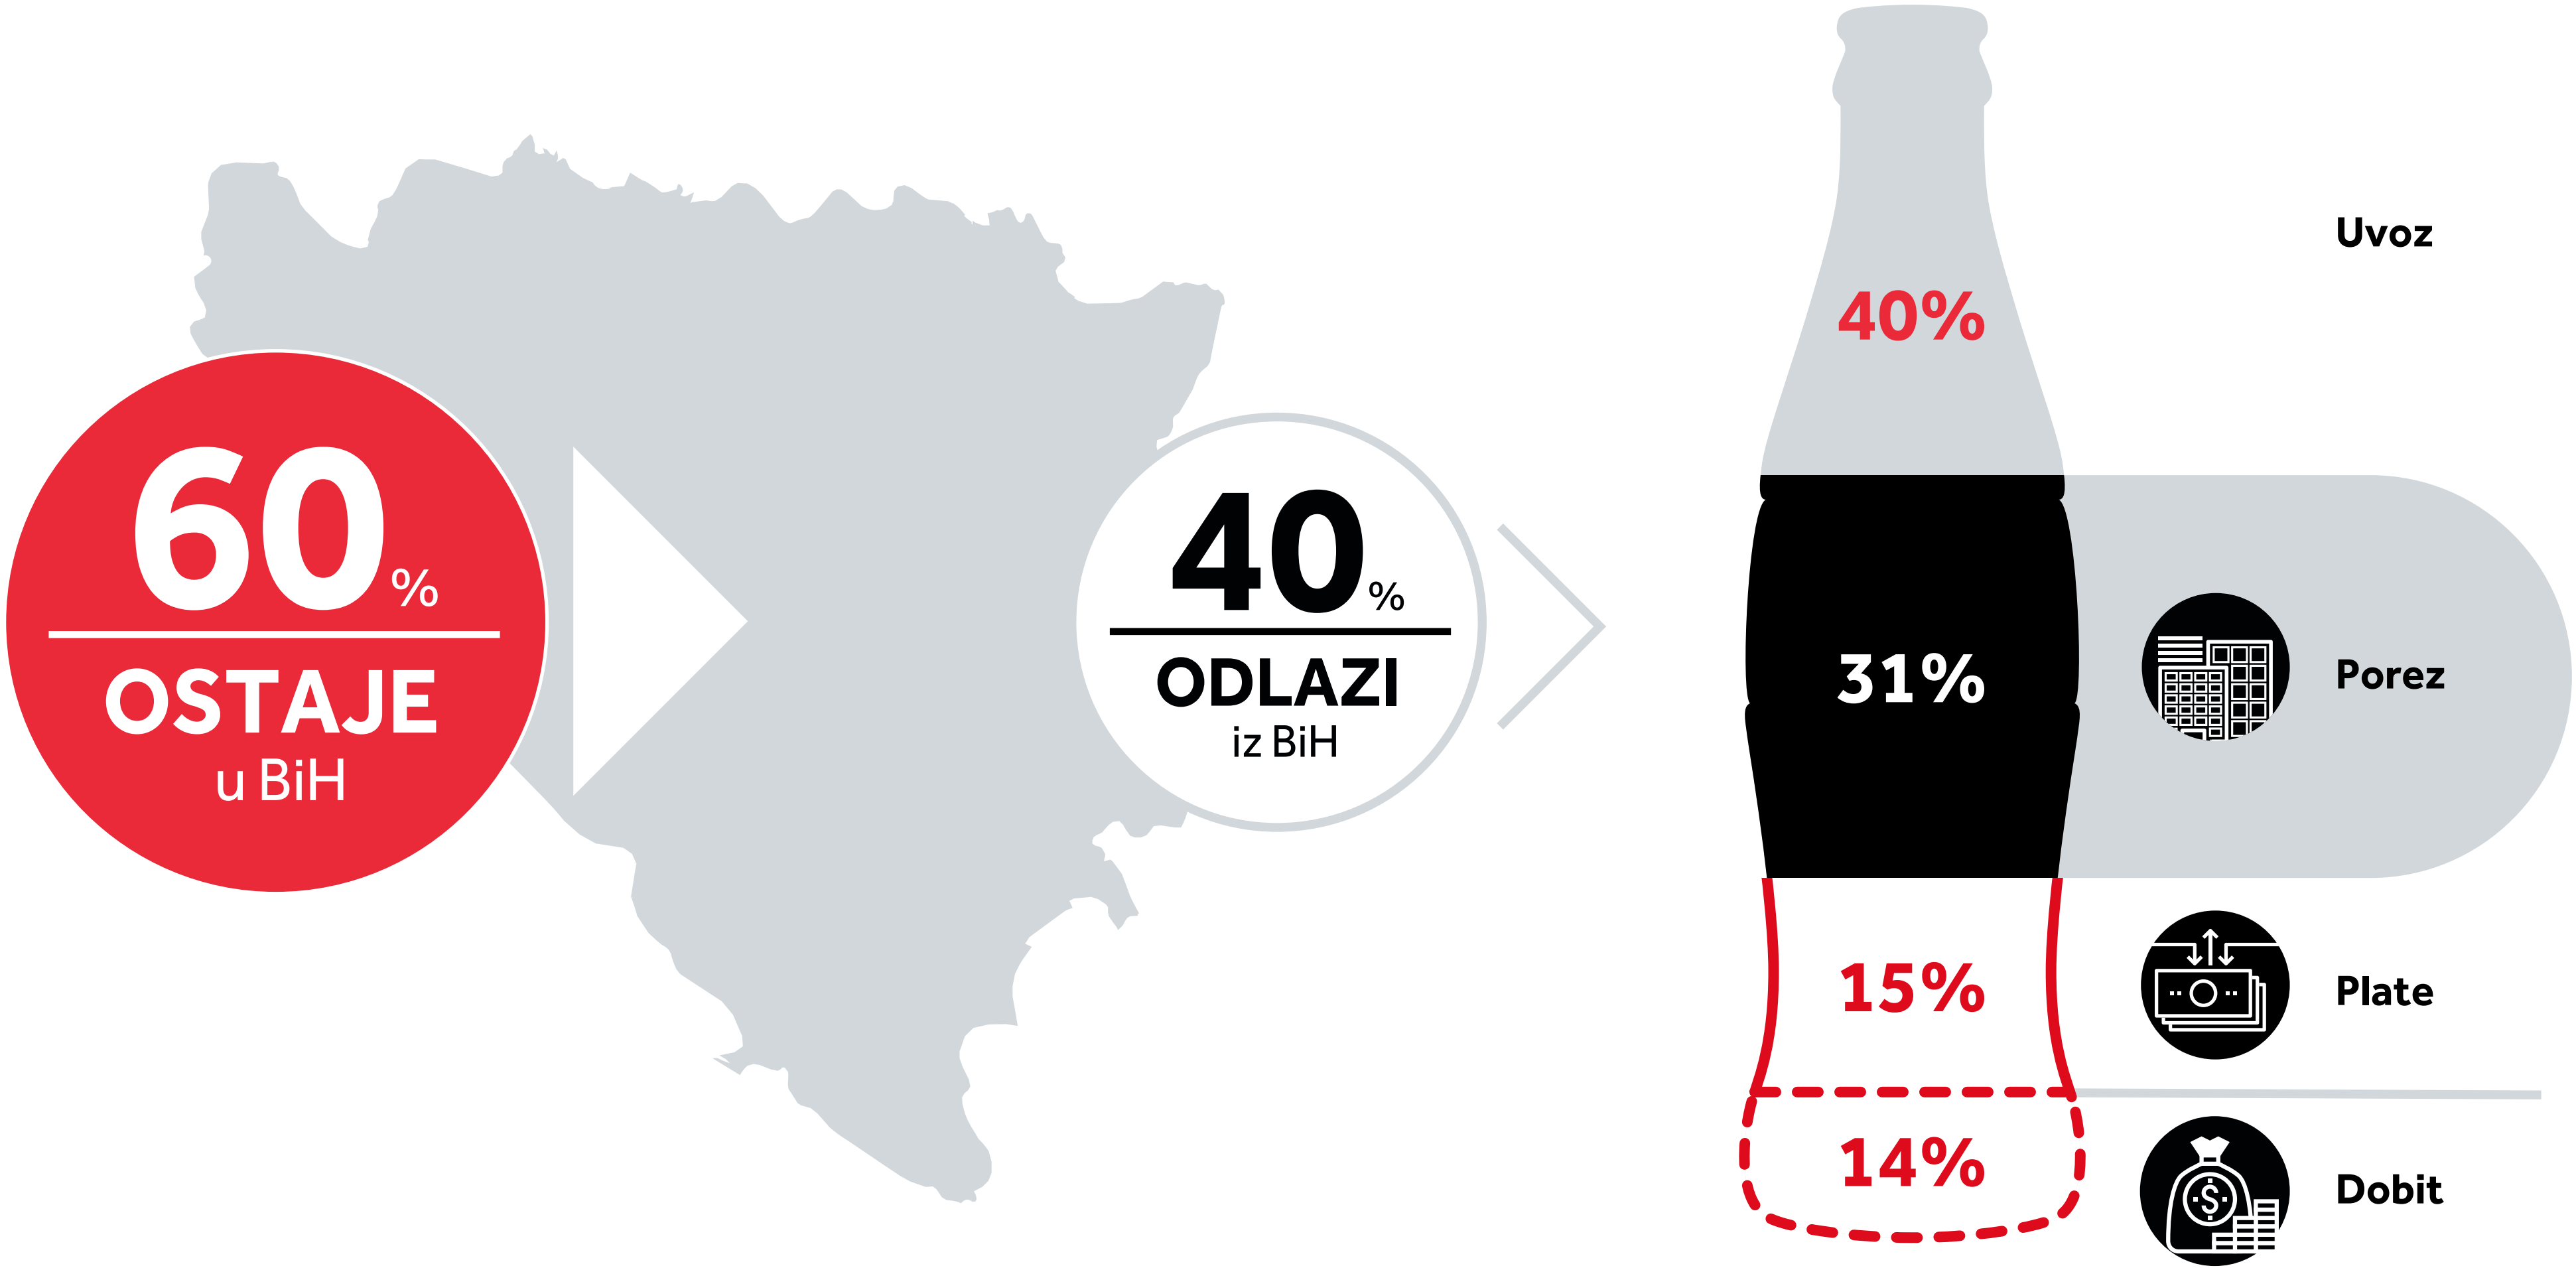 60%
OSTAJE
u BiH
40%
ODLAZI
iz BiH
40%
Uvoz
31%
Porez
15%
Plate
14%
$
Dobit